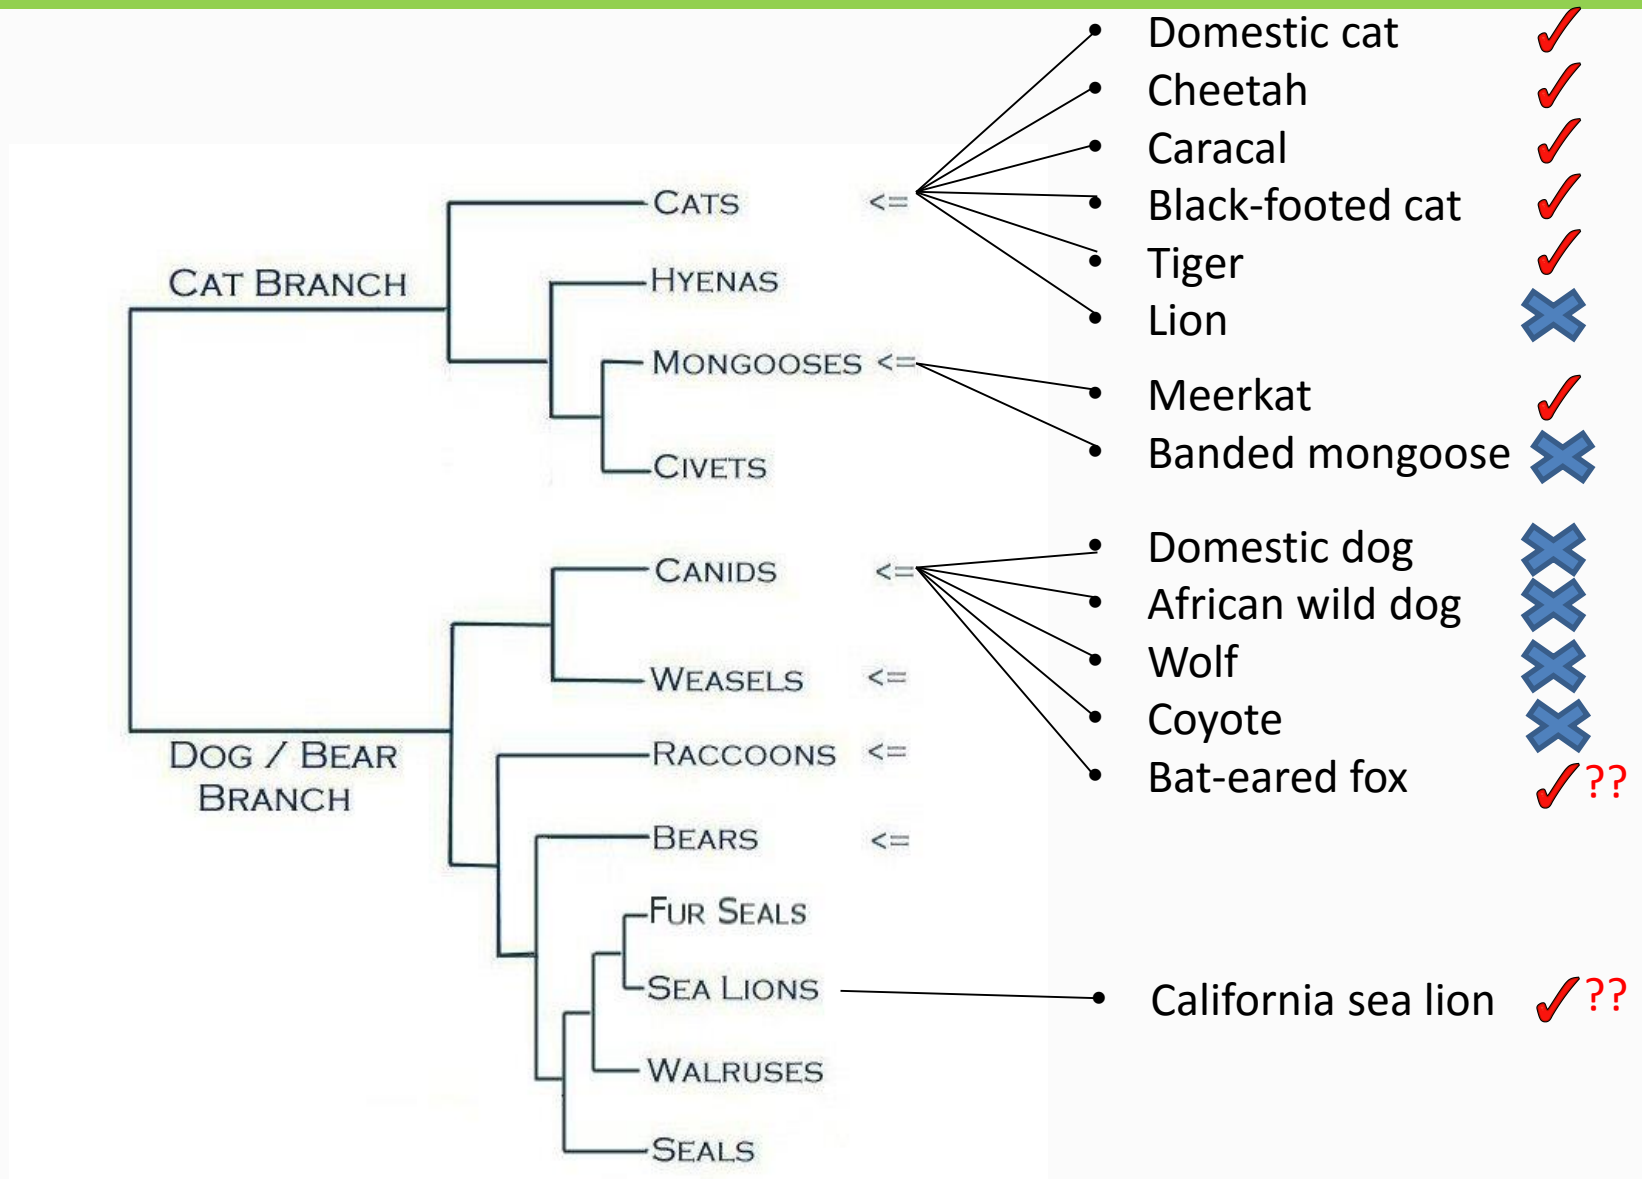 • Domestic cat
• Cheetah
• Caracal
CATS <=
• Black-footed cat
• Tiger
CAT BRANCH
HYENAS
• Lion
MONGOOSES <=
• Meerkat
• Banded mongoose
CIVETS
• Domestic dog
CANIDS <=
• African wild dog
• Wolf
WEASELS <=
• Coyote
DOG / BEAR
BRANCH
RACCOONS <=
• Bat-eared fox ??
BEARS <=
FUR SEALS
SEA LIONS
• California sea lion ??
WALRUSES
SEALS